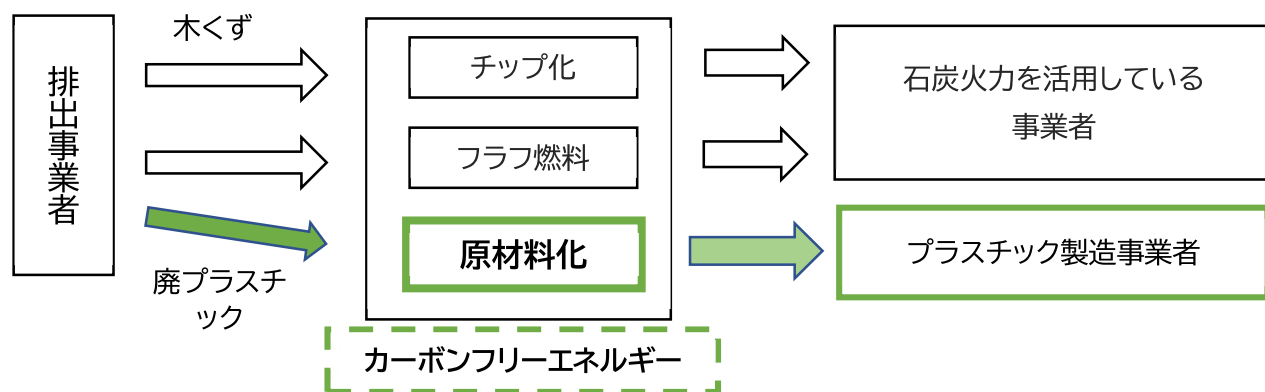 排出事業者
木くず
廃プラスチ
ック
チップ化
フラフ燃料
原材料化
カーボンフリーエネルギー
石炭火力を活用している
事業者
プラスチック製造事業者